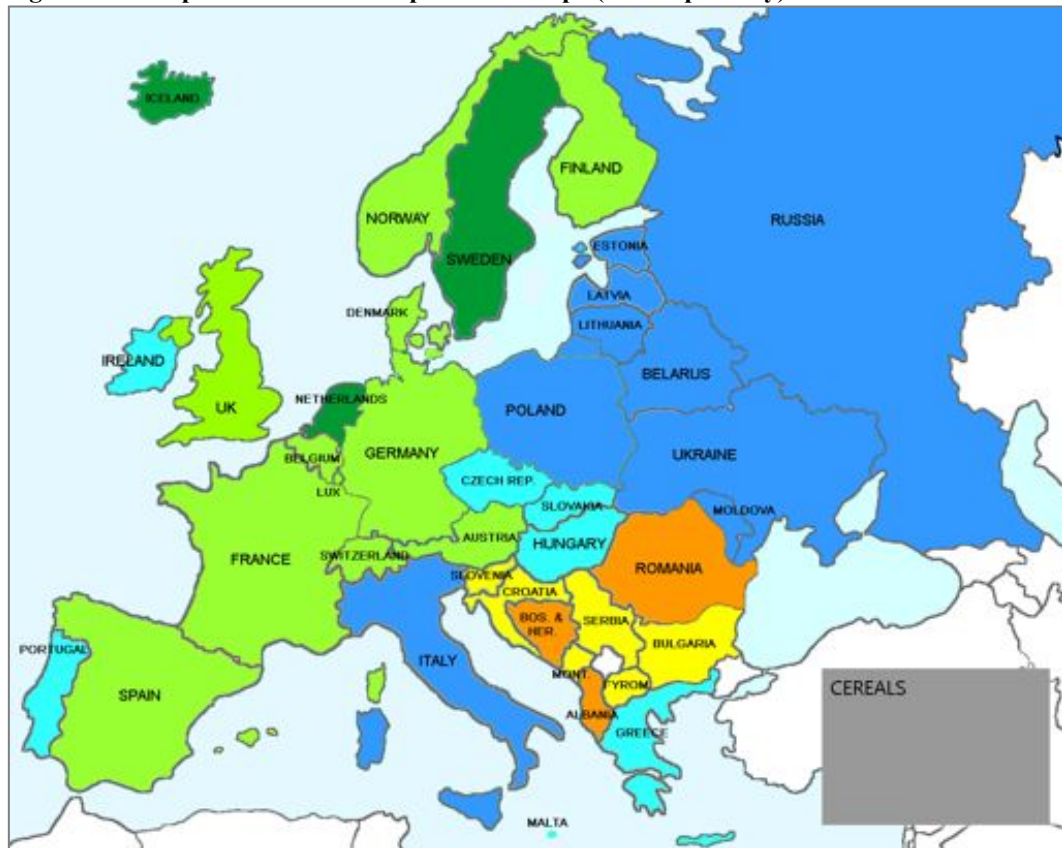 ICELAND
FINLAND
NORWAY
RUSSIA
SWEDEN
ESTONIA
LATVIA
DENMARK
LITHUANIA
IRELAND
BELARUS
NETHERLANDS
UK
POLAND
GERMANY
BELGIUM
UKRAINE
CZECH REP.
LUX
SLOVAKIA
MOLDOVA
AUSTRIA
HUNGARY
FRANCE
SWITZERLAND
ROMANIA
SLOVENIA
CROATIA
BOS. &
HER.
SERBIA
BULGARIA
PORTUGAL
ITALY
MONT.
FYROM
SPAIN
ALBANIA
GREECE
CEREALS
MALTA